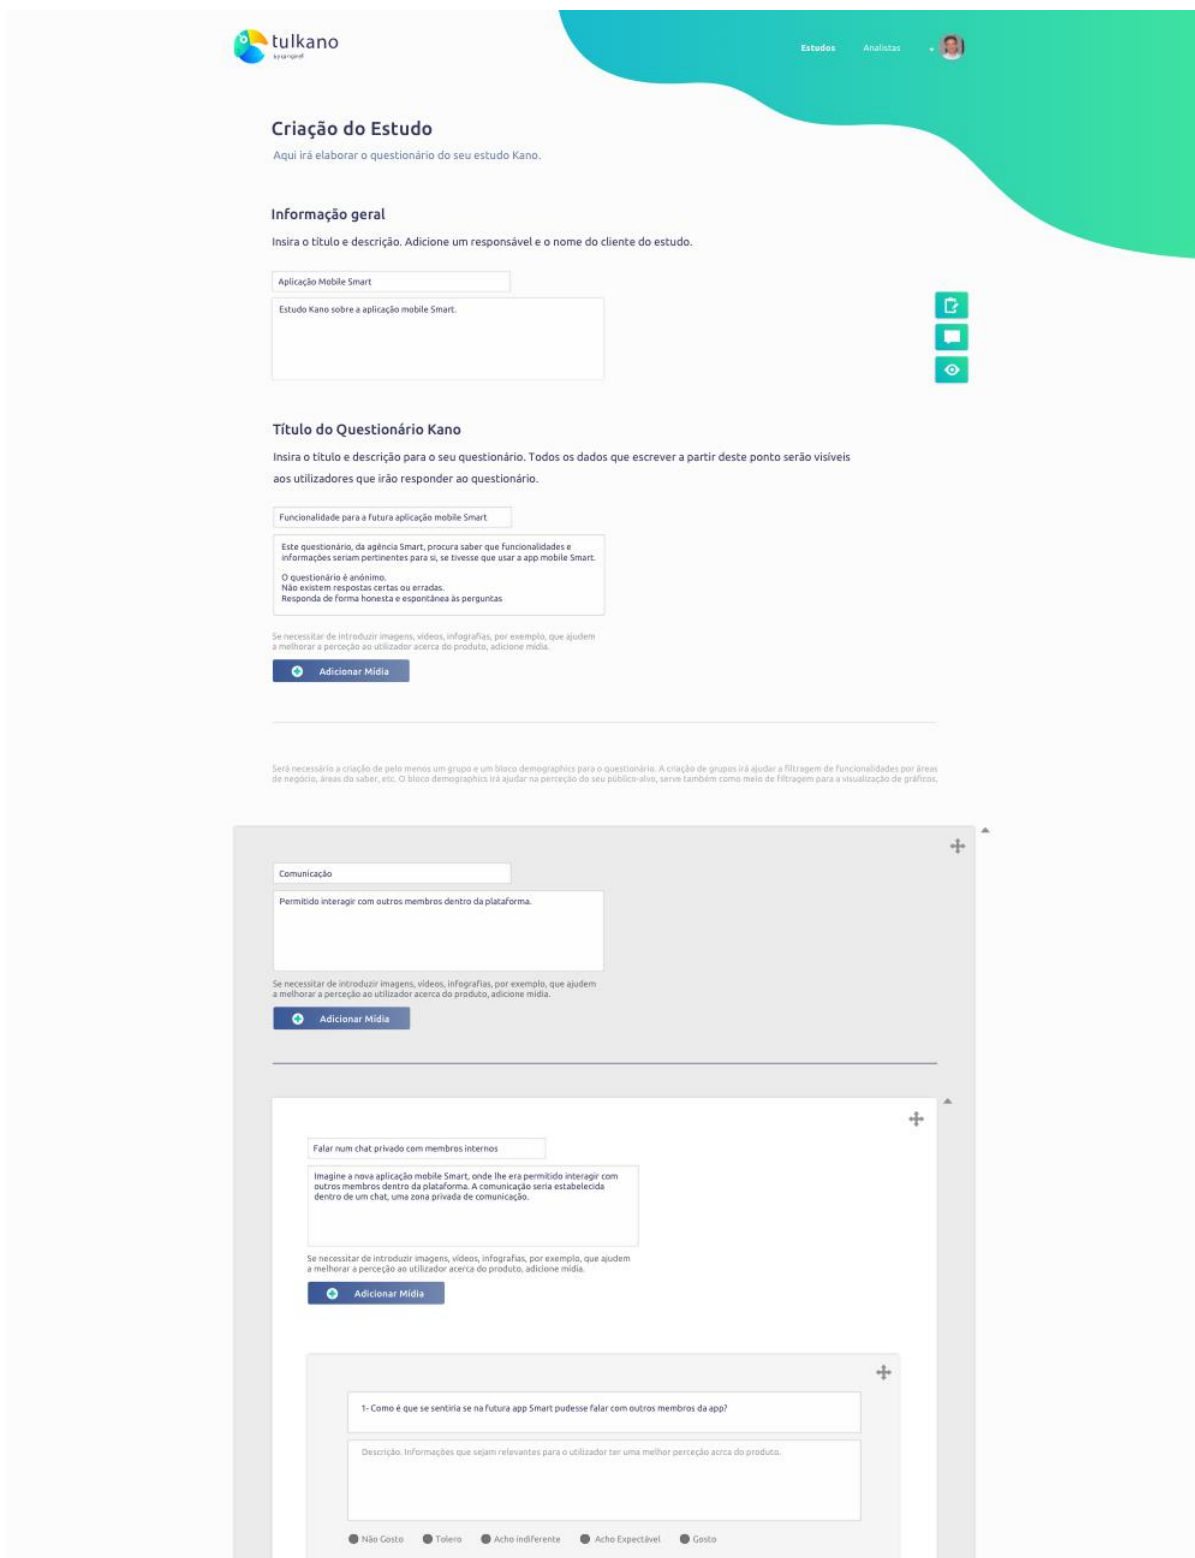 tulkano
Estudos Analistas
Criação do Estudo
Aqui irá elaborar o questionário do seu estudo Kano.
Informação geral
Insira o título e descrição. Adicione um responsável e o nome do cliente do estudo.
Aplicação Mobile Smart
Estudo Kano sobre a aplicação mobile Smart.
Título do Questionário Kano
Insira o título e descrição para o seu questionário. Todos os dados que escrever a partir deste ponto serão visíveis
aos utilizadores que irão responder ao questionário.
Funcionalidade para a futura aplicação mobile Smart
Este questionário, da agência Smart, procura saber que funcionalidades e
informações seriam pertinentes para si, se tivesse que usar a app mobile Smart.
O questionário é anónimo.
Não existem respostas certas ou erradas.
Responda de forma honesta e espontânea às perguntas
Se necessitar de introduzir imagens, vídeos, infografias, por exemplo, que ajudem
a melhorar a perceção ao utilizador acerca do produto, adicione mídia.
Adicionar Mídia
Será necessário a criação de pelo menos um grupo e um bloco demographics para o questionário. A criação de grupos irá ajudar a filtragem de funcionalidades por áreas
de negócio, áreas do saber, etc. O bloco demographics irá ajudar na perceção do seu público-alvo, serve também como meio de filtragem para a visualização de gráficos.
Comunicação
Permitido interagir com outros membros dentro da plataforma.
Se necessitar de introduzir imagens, vídeos, infografias, por exemplo, que ajudem
a melhorar a perceção ao utilizador acerca do produto, adicione mídia.
Adicionar Mídia
Falar num chat privado com membros internos
Imagine a nova aplicação mobile Smart, onde lhe era permitido interagir com
outros membros dentro da plataforma. A comunicação seria estabelecida
dentro de um chat, uma zona privada de comunicação.
Se necessitar de introduzir imagens, vídeos, infografias, por exemplo, que ajudem
a melhorar a perceção ao utilizador acerca do produto, adicione mídia.
Adicionar Mídia
1- Como é que se sentiria se na futura app Smart pudesse falar com outros membros da app?
Descrição. Informações que sejam relevantes para o utilizador ter uma melhor perceção acrca do produto.
Não Gosto Tolero Acho indiferente Acho Expectável Gosto